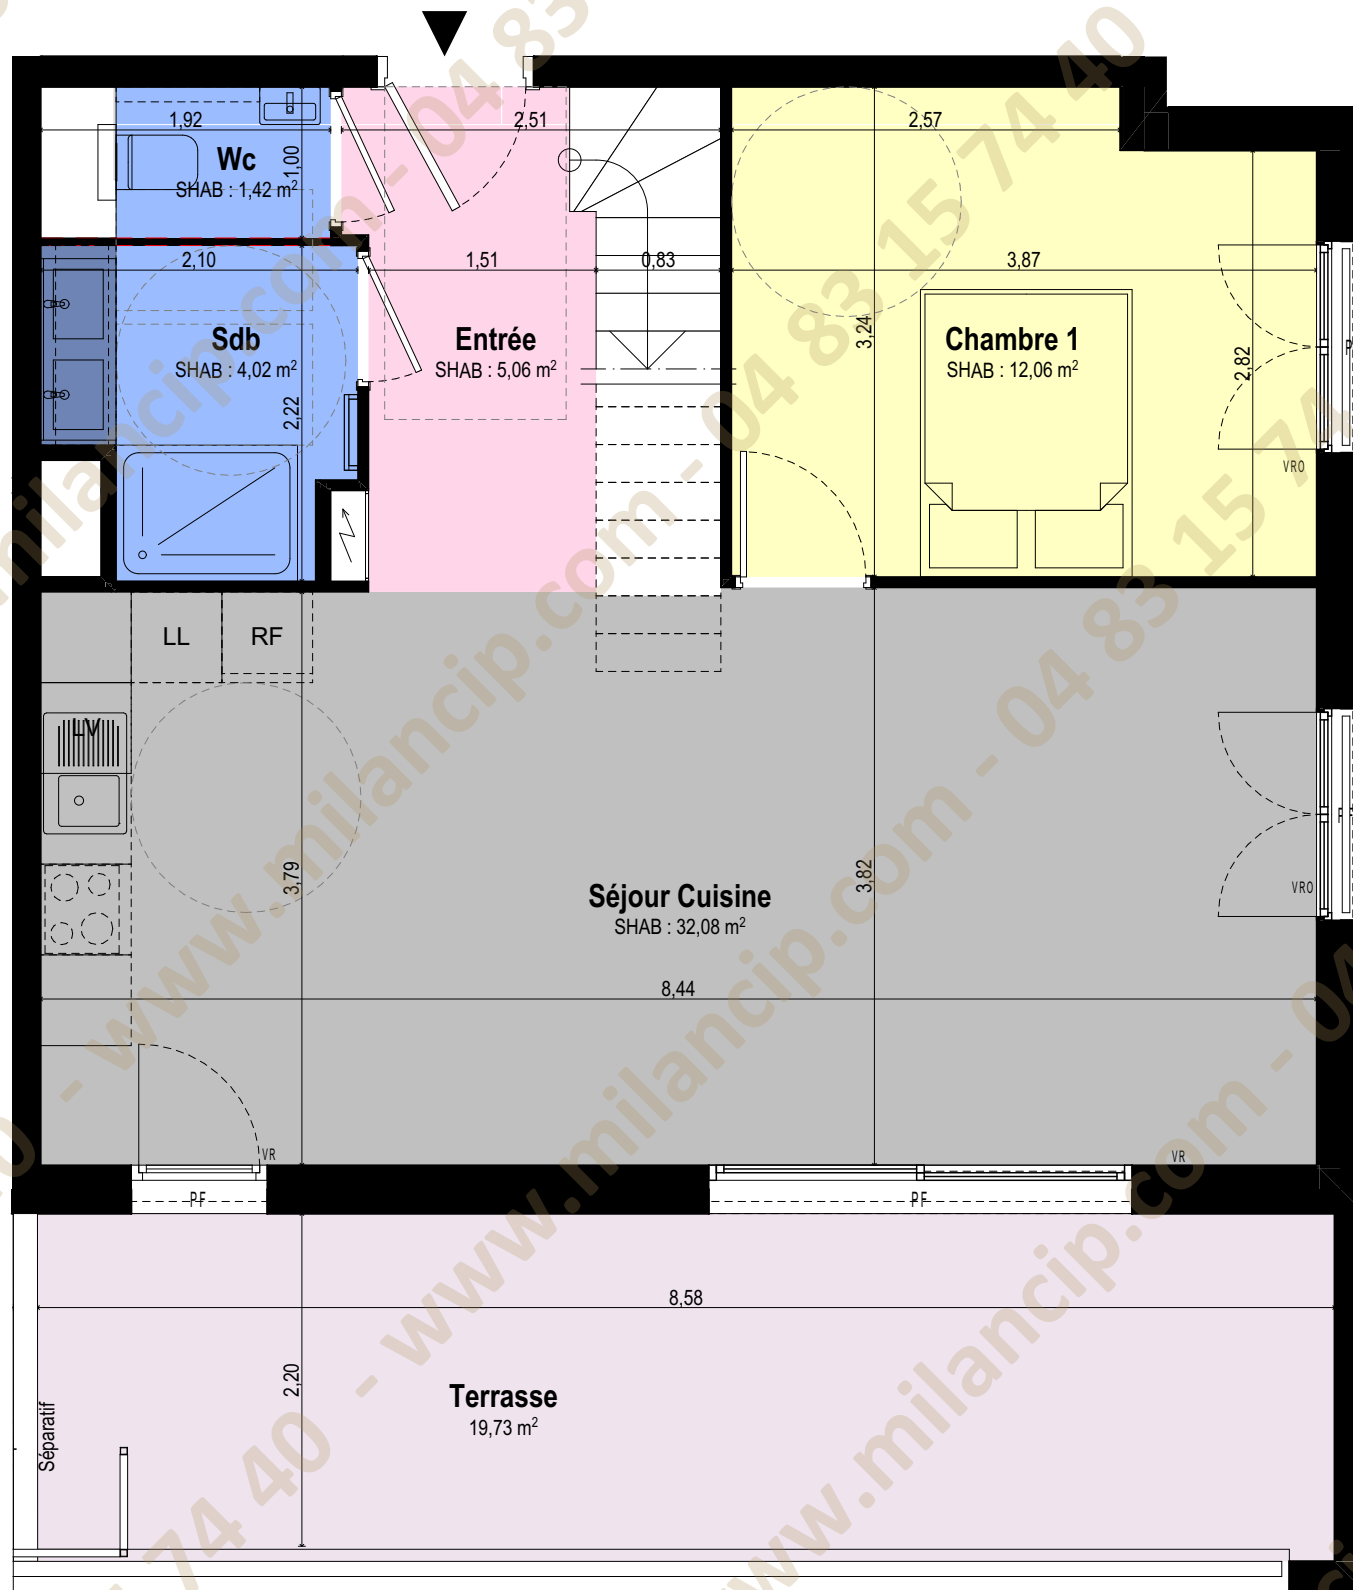 1,92
2,51
2,57
1,00
Wc
SHAB : 1,42 m²
2,10
1,51
0,83
3,87
Sdb
SHAB : 4,02 m²
Entrée
SHAB : 5,06 m²
3,24
Chambre 1
SHAB : 12,06 m²
2,82
2,22
VRO
LL
RF
LV
3,79
3,82
Séjour Cuisine
SHAB : 32,08 m²
VRO
8,44
VR
VR
PF
PF
8,58
2,20
Terrasse
19,73 m²
Séparatif
www.milancip.com - 04 83 15 74 40